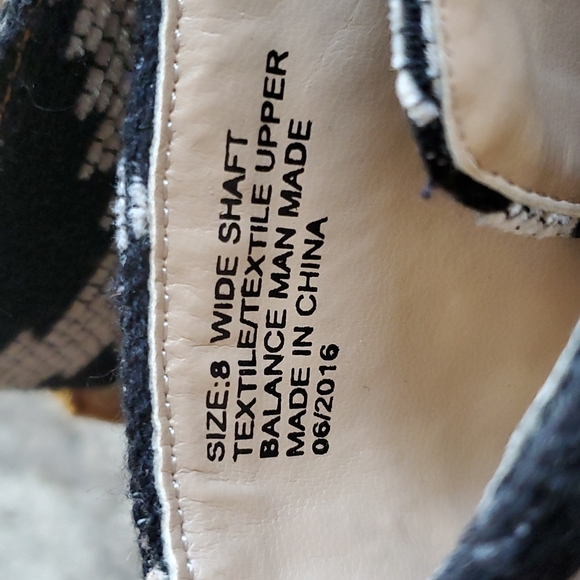 SIZE:8 WIDE SHAFT
TEXTILE/TEXTILE UPPER
BALANCE MAN MADE
MADE IN CHINA
06/2016